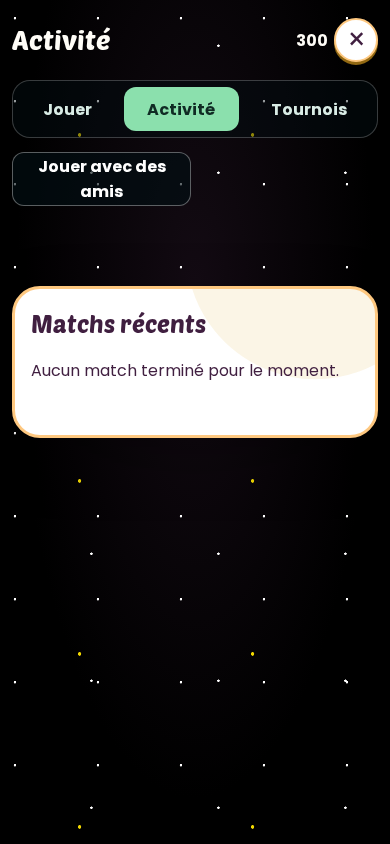 Activité
300 ×
Jouer Activité Tournois
Jouer avec des
amis
Matchs récents
Aucun match terminé pour le moment.